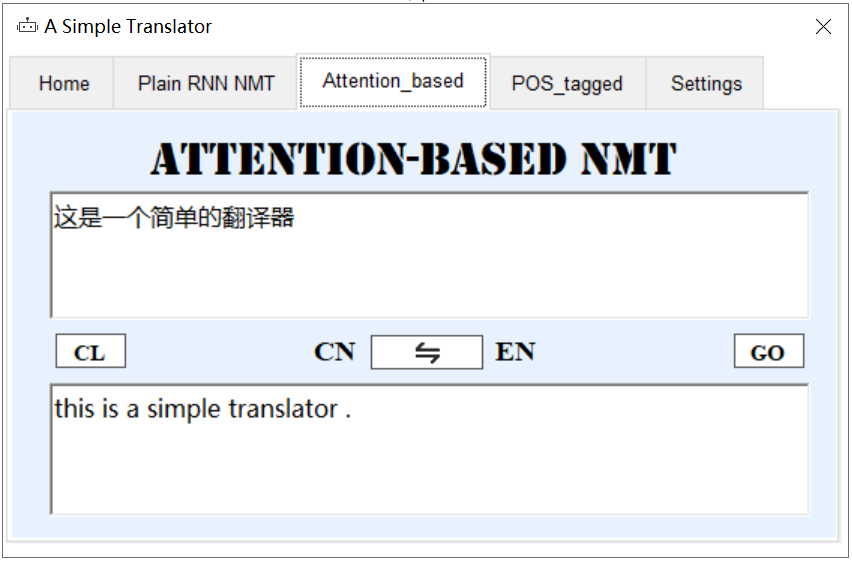 A Simple Translator
Home Plain RNN NMT Attention_based POS_tagged Settings
ATTENTION-BASED NMT
这是一个简单的翻译器
CL CN ⇋ EN GO
this is a simple translator .